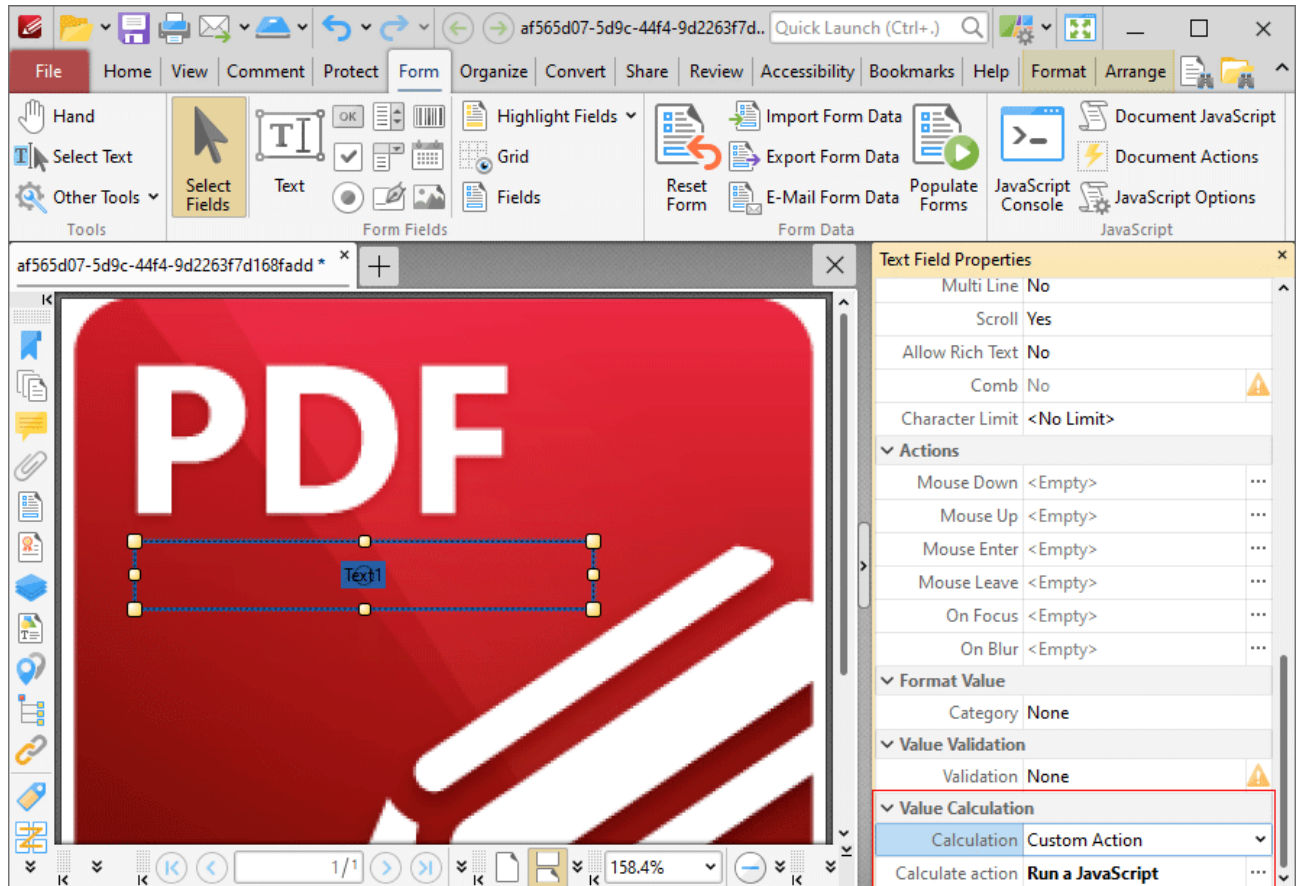 af565d07-5d9c-44f4-9d2263f7d..
Quick Launch (Ctrl+.)
File Home View Comment Protect Form Organize Convert Share Review Accessibility Bookmarks Help Format Arrange
Hand
Select Text
Other Tools
Tools
Select Fields
Text
OK
Form Fields
Highlight Fields
Grid
Fields
Reset Form
Import Form Data
Export Form Data
E-Mail Form Data
Populate Forms
Form Data
JavaScript Console
Document JavaScript
Document Actions
JavaScript Options
JavaScript
af565d07-5d9c-44f4-9d2263f7d168fadd *
PDF
Text1
1/1
158.4%
Text Field Properties
Multi Line No
Scroll Yes
Allow Rich Text No
Comb No
Character Limit <No Limit>
Actions
Mouse Down <Empty>
Mouse Up <Empty>
Mouse Enter <Empty>
Mouse Leave <Empty>
On Focus <Empty>
On Blur <Empty>
Format Value
Category None
Value Validation
Validation None
Value Calculation
Calculation Custom Action
Calculate action Run a JavaScript